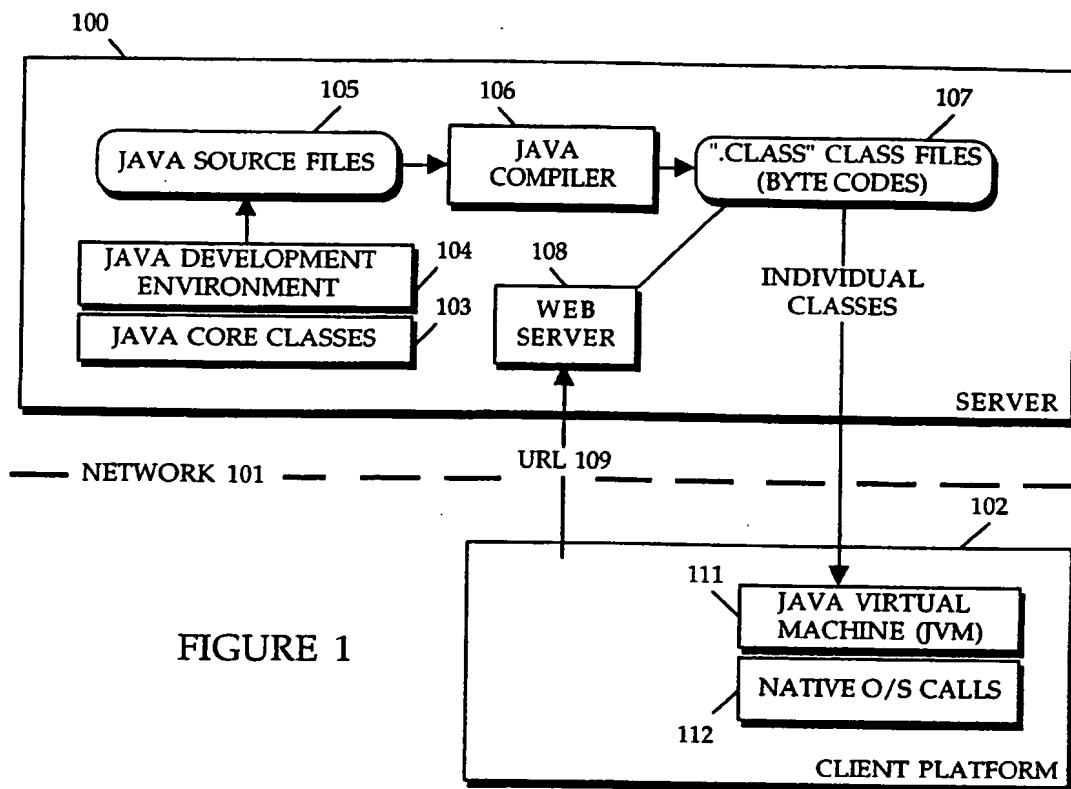 100
105
106
107
JAVA SOURCE FILES
JAVA
COMPILER
".CLASS" CLASS FILES
(BYTE CODES)
JAVA DEVELOPMENT
ENVIRONMENT
104
108
INDIVIDUAL
CLASSES
JAVA CORE CLASSES
103
WEB
SERVER
SERVER
NETWORK 101
URL 109
102
111
JAVA VIRTUAL
MACHINE (JVM)
FIGURE 1
NATIVE O/S CALLS
112
CLIENT PLATFORM